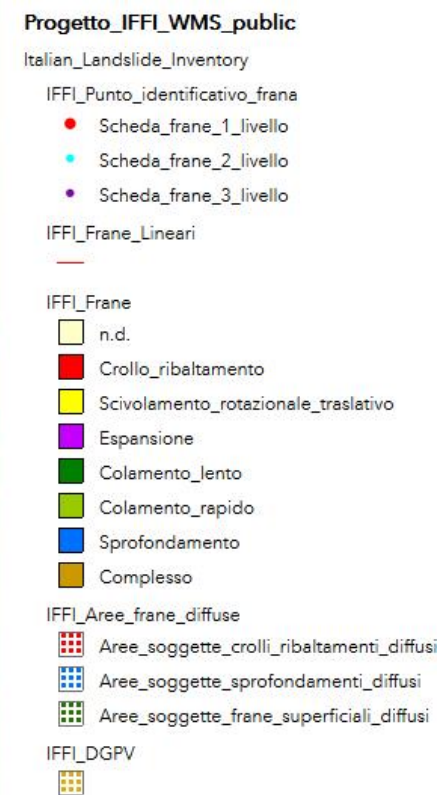 Progetto_IFFI_WMS_public
Italian_Landslide_Inventory
IFFI_Punto_identificativo_frana
Scheda_frane_1_livello
Scheda_frane_2_livello
Scheda_frane_3_livello
IFFI_Frane_Lineari
IFFI_Frane
n.d.
Crollo_ribaltamento
Scivolamento_rotazionale_traslativo
Espansione
Colamento_lento
Colamento_rapido
Sprofondamento
Complesso
IFFI_Aree_frane_diffuse
Aree_soggette_crolli_ribaltamenti_diffusi
Aree_soggette_sprofondamenti_diffusi
Aree_soggette_frane_superficiali_diffusi
IFFI_DGPV